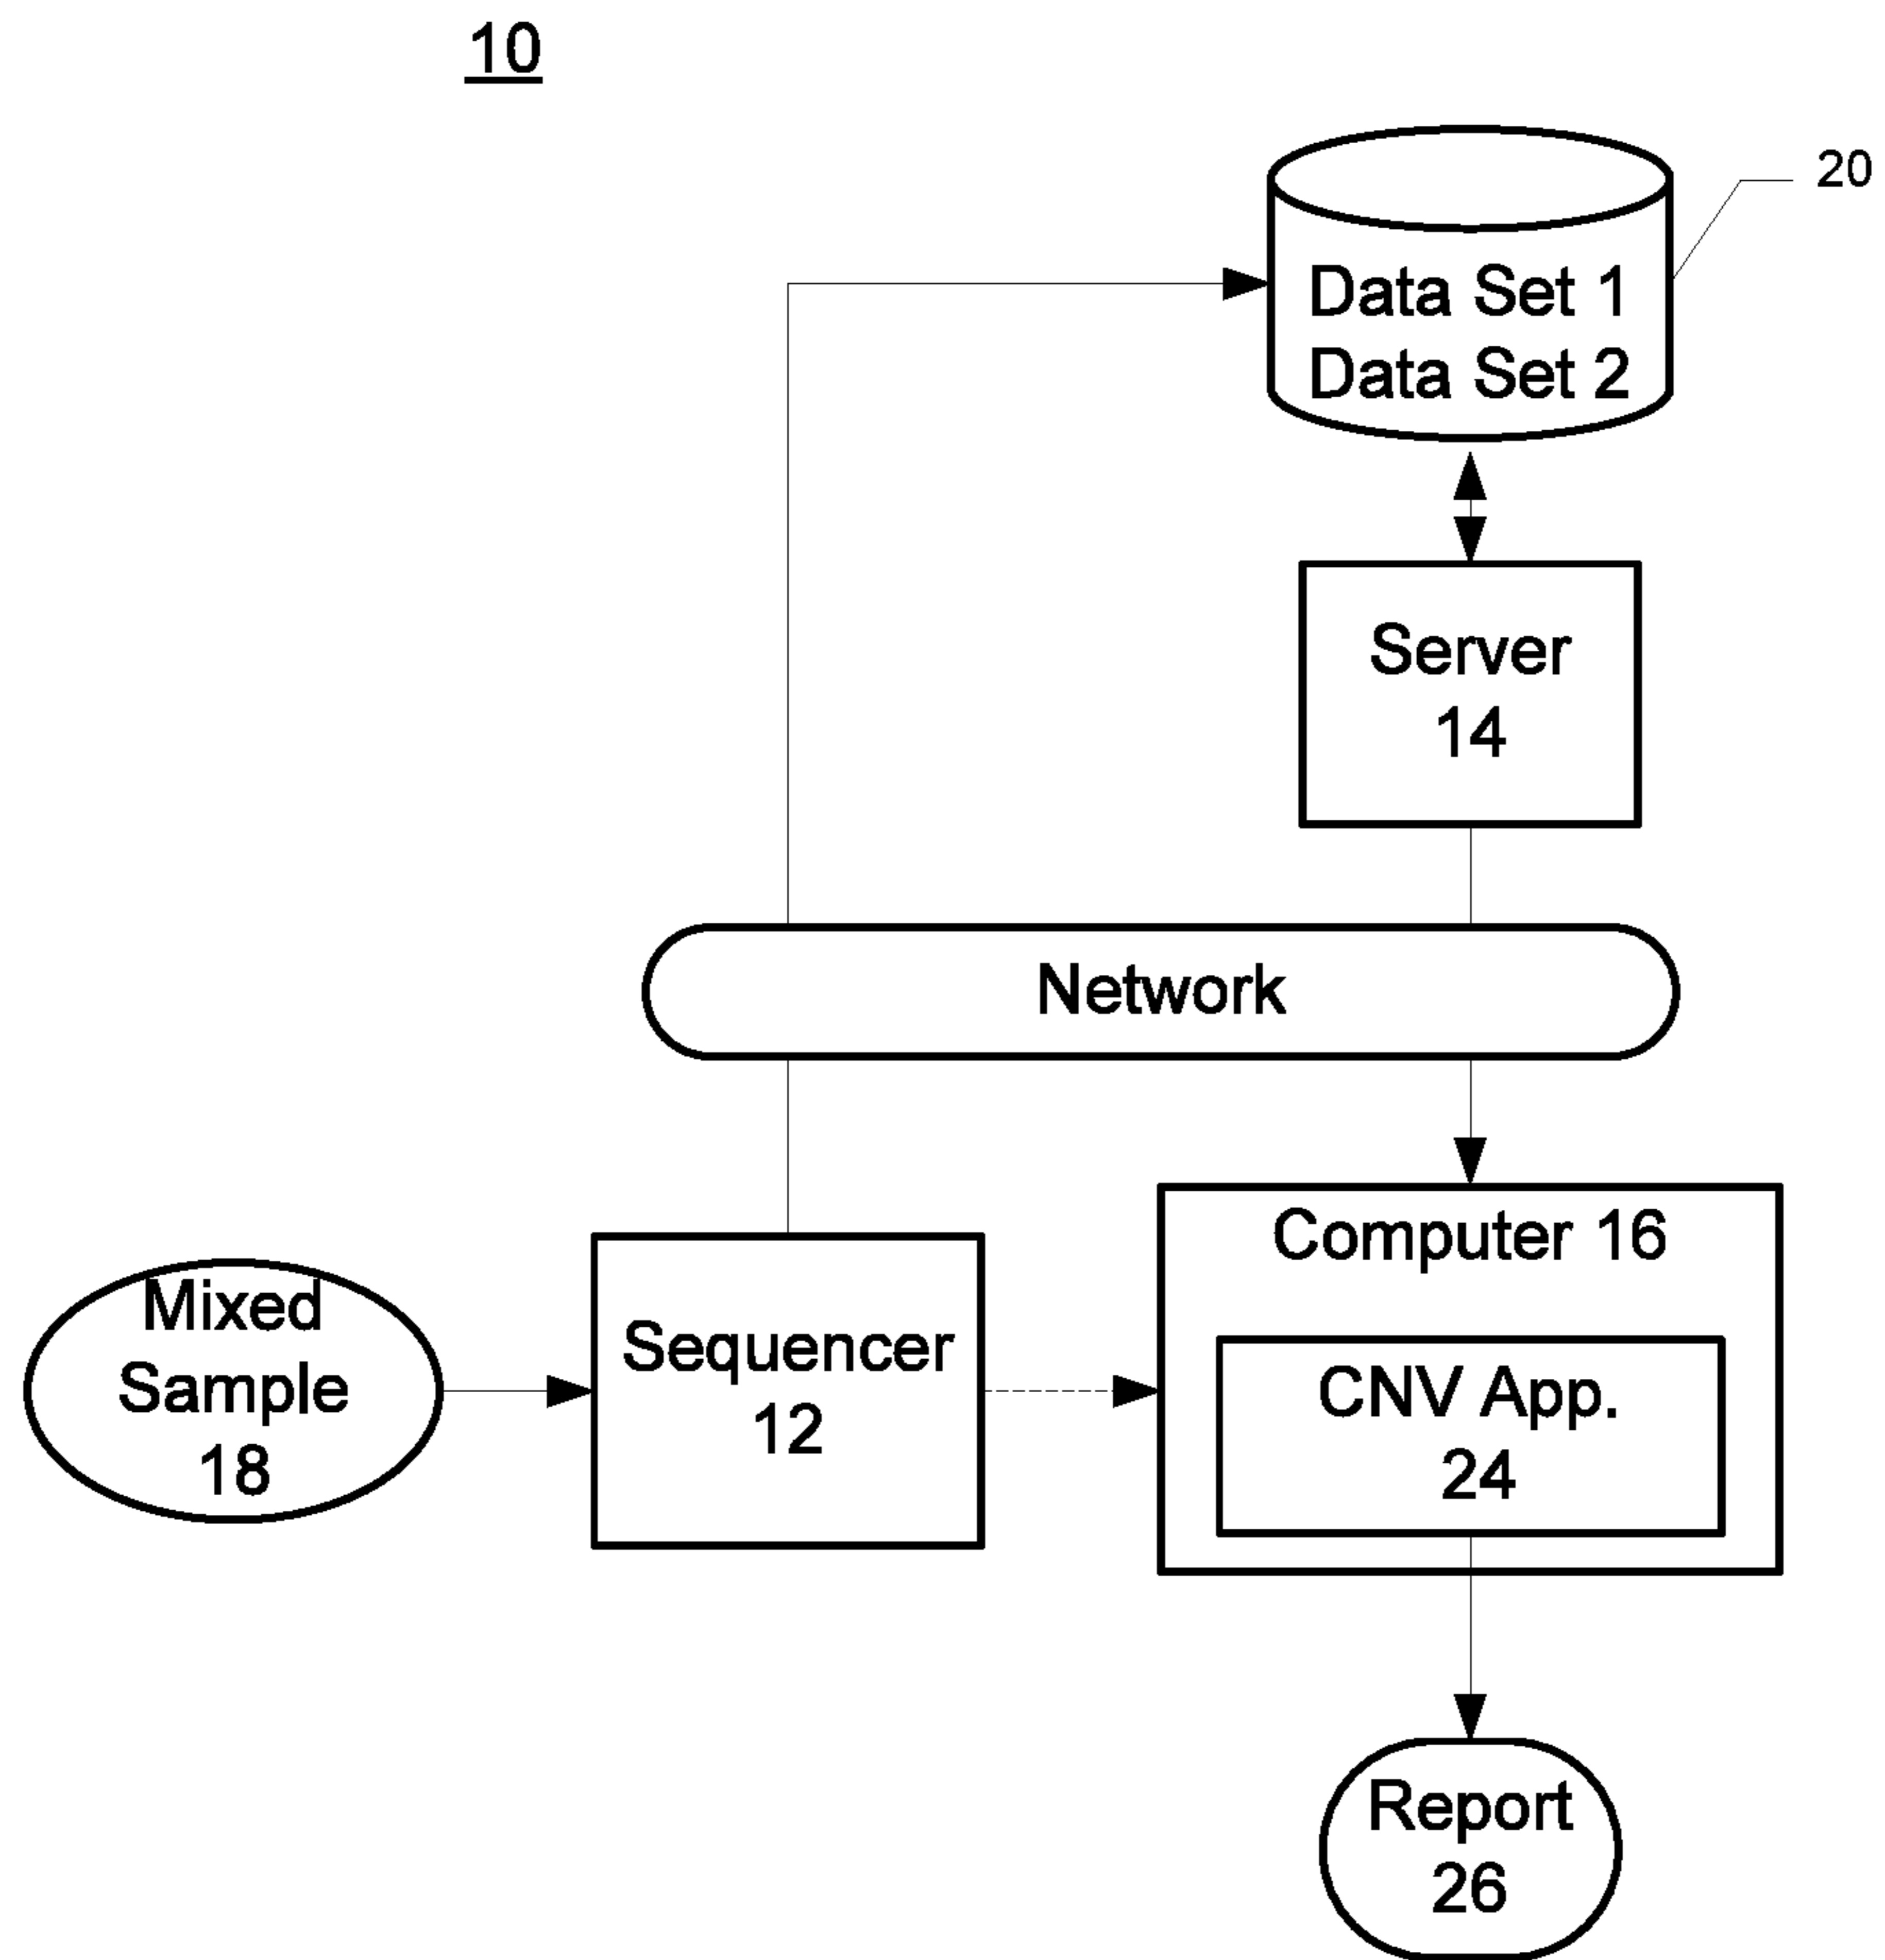 10
20
Data Set 1
Data Set 2
Server
14
Network
Computer 16
Mixed
Sample
18
Sequencer
12
CNV App.
24
Report
26